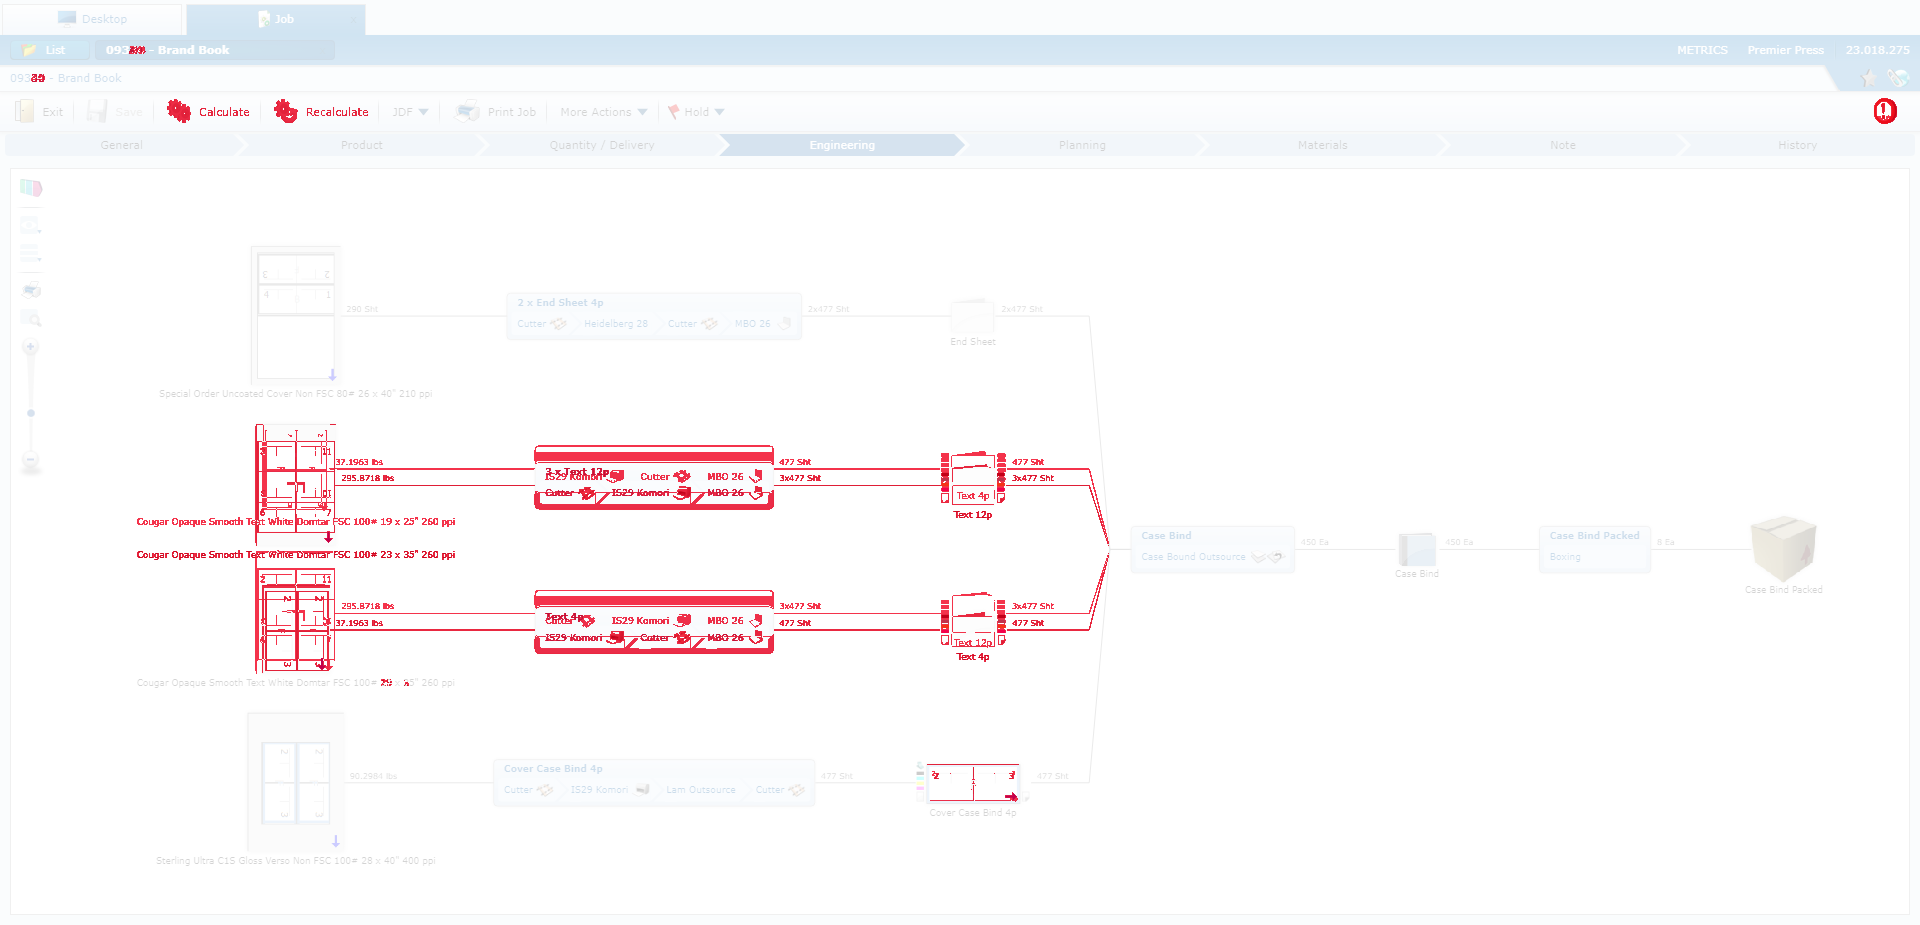 Desktop
Job
List
093 - Brand Book
METRICS Premier Press 23.018.275
093 - Brand Book
Exit Save Calculate Recalculate JDF Print Job More Actions Hold
General Product Quantity / Delivery Engineering Planning Materials Note History
3 2
4 1
290 Sht
2 x End Sheet 4p
Cutter Heidelberg 28 Cutter MBO 26
2x477 Sht
End Sheet
2x477 Sht
Special Order Uncoated Cover Non FSC 80# 26 x 40" 210 ppi
37.1963 lbs
295.8718 lbs
3 x Text 12p
IS29 Komori Cutter MBO 26
Cutter IS29 Komori MBO 26
477 Sht
3x477 Sht
Text 4p
Text 12p
477 Sht
3x477 Sht
Cougar Opaque Smooth Text White Domtar FSC 100# 19 x 25" 260 ppi
Cougar Opaque Smooth Text White Domtar FSC 100# 23 x 35" 260 ppi
Case Bind
Case Bound Outsource
450 Ea
Case Bind
450 Ea
Case Bind Packed
Boxing
8 Ea
Case Bind Packed
295.8718 lbs
37.1963 lbs
Text 4p
Cutter IS29 Komori MBO 26
IS29 Komori Cutter MBO 26
3x477 Sht
477 Sht
Text 12p
Text 4p
3x477 Sht
477 Sht
Cougar Opaque Smooth Text White Domtar FSC 100# 260 ppi
90.2984 lbs
Cover Case Bind 4p
Cutter IS29 Komori Lam Outsource Cutter
477 Sht
Cover Case Bind 4p
477 Sht
Sterling Ultra C1S Gloss Verso Non FSC 100# 28 x 40" 400 ppi